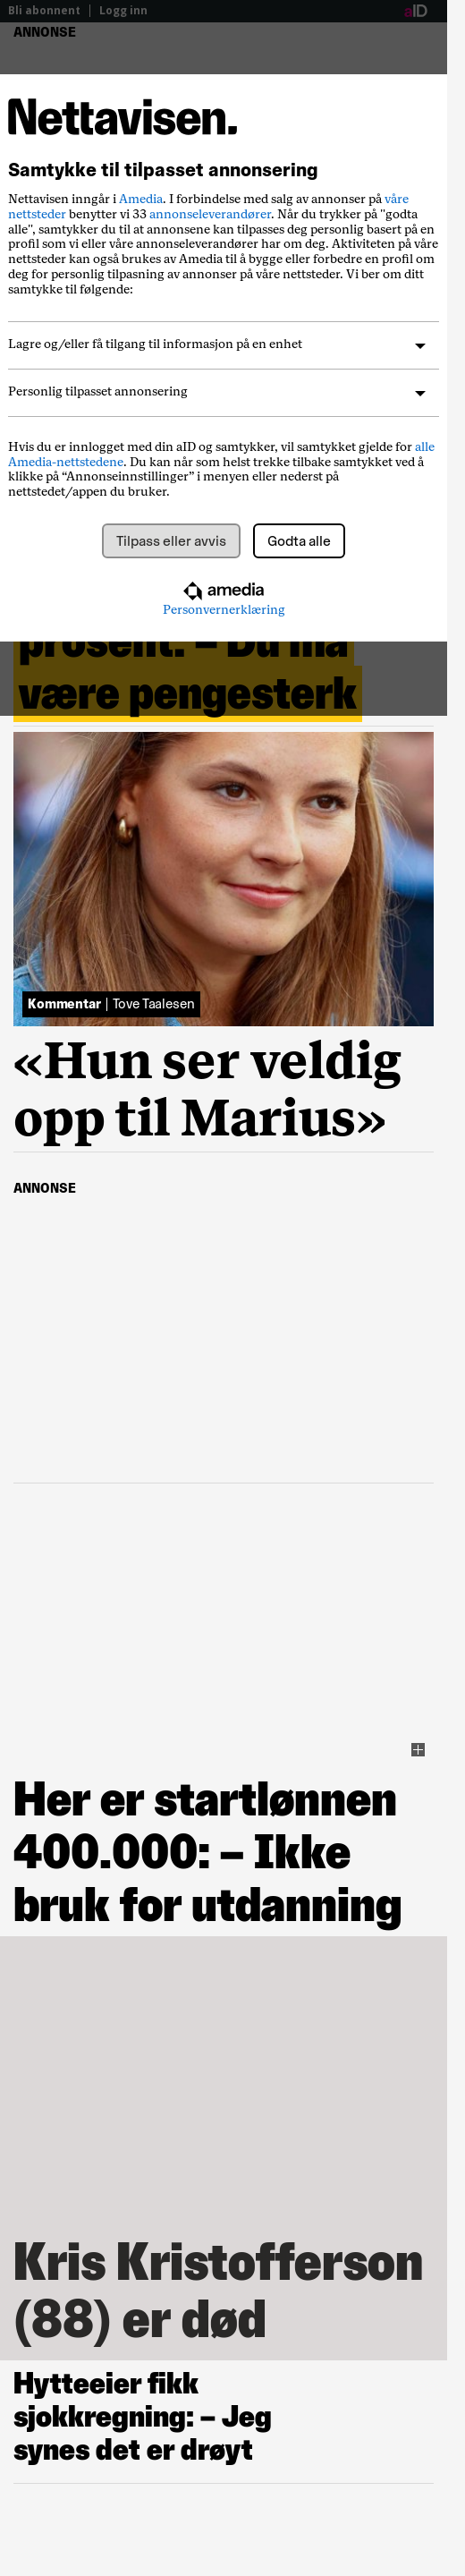 Bli abonnent | Logg inn aID
ANNONSE
Nettavisen.
Samtykke til tilpasset annonsering
Nettavisen inngår i Amedia. I forbindelse med salg av annonser på våre
nettsteder benytter vi 33 annonseleverandører. Når du trykker på "godta
alle", samtykker du til at annonsene kan tilpasses deg personlig basert på en
profil som vi eller våre annonseleverandører har om deg. Aktiviteten på våre
nettsteder kan også brukes av Amedia til å bygge eller forbedre en profil om
deg for personlig tilpasning av annonser på våre nettsteder. Vi ber om ditt
samtykke til følgende:
Lagre og/eller få tilgang til informasjon på en enhet
Personlig tilpasset annonsering
Hvis du er innlogget med din aID og samtykker, vil samtykket gjelde for alle
Amedia-nettstedene. Du kan når som helst trekke tilbake samtykket ved å
klikke på “Annonseinnstillinger” i menyen eller nederst på
nettstedet/appen du bruker.
Tilpass eller avvis Godta alle
amedia
Personvernerklæring
prosent: – Du må
være pengesterk
Kommentar | Tove Taalesen
«Hun ser veldig
opp til Marius»
ANNONSE
Her er startlønnen
400.000: – Ikke
bruk for utdanning
Kris Kristofferson
(88) er død
Hytteeier fikk
sjokkregning: – Jeg
synes det er drøyt